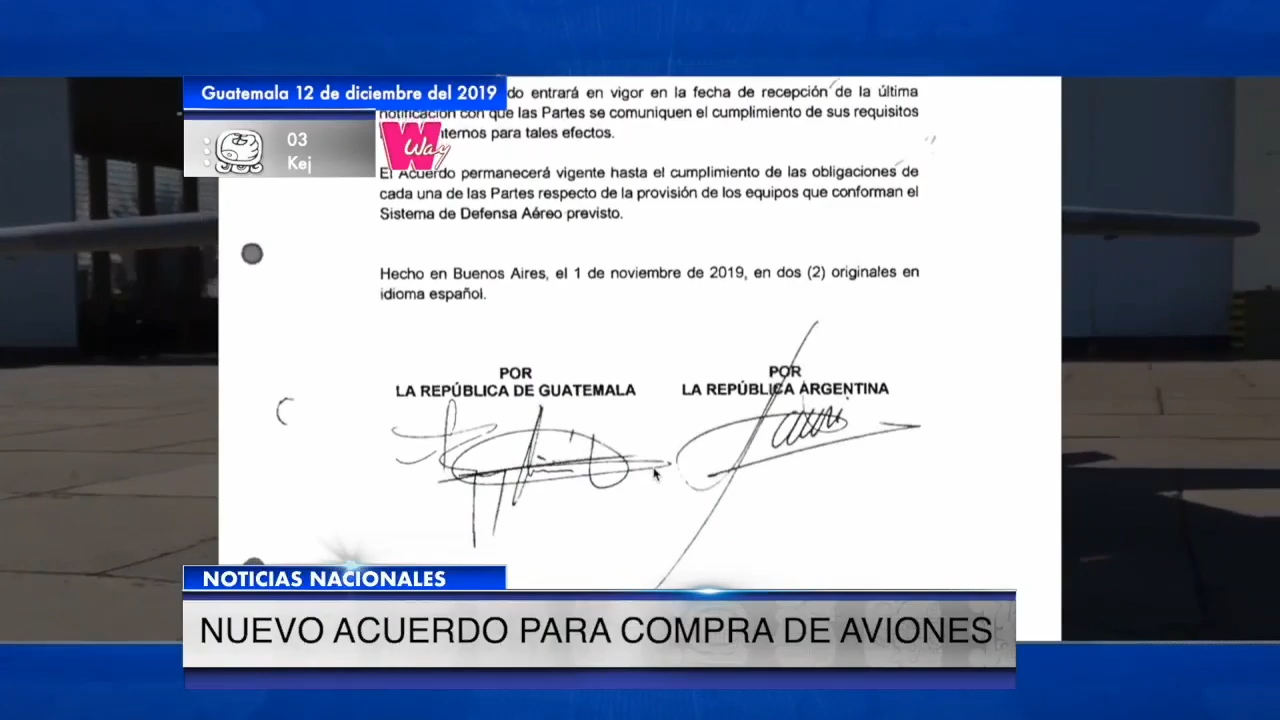 Guatemala 12 de diciembre del 2019
03
Kej
W
Way
do entrará en vigor en la fecha de recepción de la última
notificación con que las Partes se comuniquen el cumplimiento de sus requisitos
internos para tales efectos.
El Acuerdo permanecerá vigente hasta el cumplimiento de las obligaciones de
cada una de las Partes respecto de la provisión de los equipos que conforman el
Sistema de Defensa Aéreo previsto.
Hecho en Buenos Aires, el 1 de noviembre de 2019, en dos (2) originales en
idioma español.
POR
LA REPÚBLICA DE GUATEMALA
POR
LA REPÚBLICA ARGENTINA
NOTICIAS NACIONALES
NUEVO ACUERDO PARA COMPRA DE AVIONES